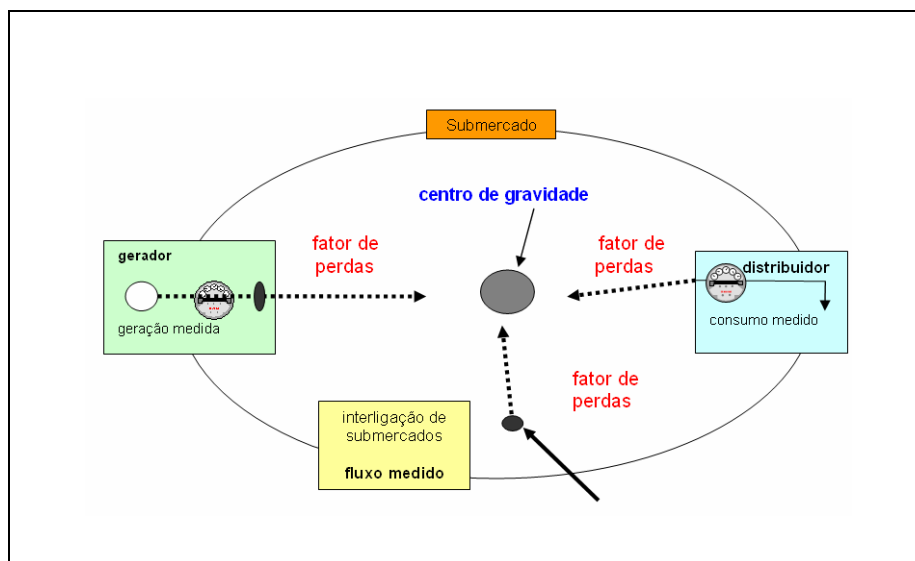 Submercado
centro de gravidade
fator de
perdas
fator de
perdas
gerador
geração medida
distribuidor
consumo medido
fator de
perdas
interligação de
submercados
fluxo medido